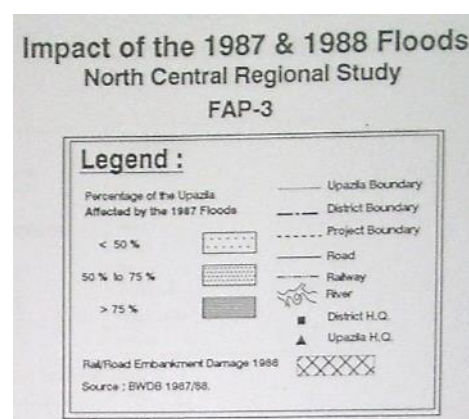 Impact of the 1987 & 1988 Floods
North Central Regional Study
FAP-3
Legend :
Percentage of the Upazila
Affected by the 1987 Floods
< 50 %
50 % to 75 %
> 75 %
Upazila Boundary
District Boundary
Project Boundary
Road
Railway
River
District H.Q.
Upazila H.Q.
Rail/Road Embankment Damage 1988
Source : BWDB 1987/88.